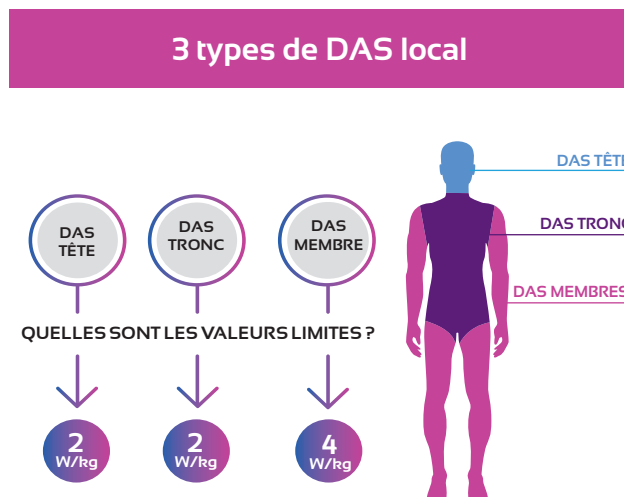 3 types de DAS local
DAS
TÊTE
DAS
TRONC
DAS
MEMBRE
QUELLES SONT LES VALEURS LIMITES ?
2
W/kg
2
W/kg
4
W/kg
DAS TÊTE
DAS TRONC
DAS MEMBRES